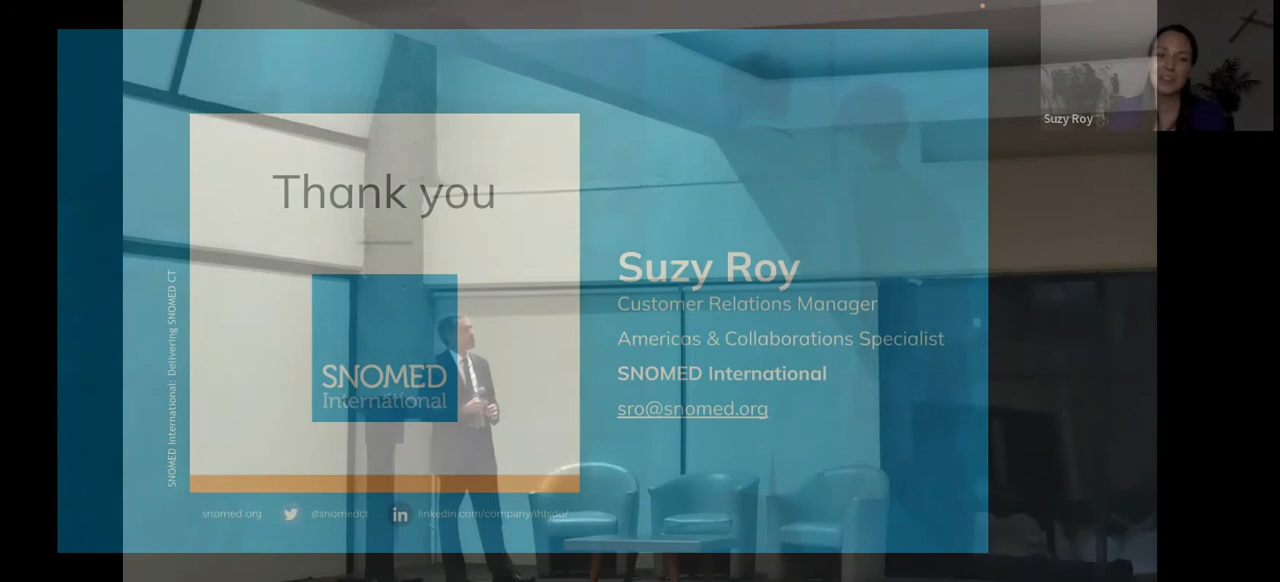 Suzy Roy
Thank you
SNOMED
International
SNOMED International: Delivering SNOMED CT
Suzy Roy
Customer Relations Manager
Americas & Collaborations Specialist
SNOMED International
sro@snomed.org
snomed.org
@snomedct
in
linkedin.com/company/ihtsdo/